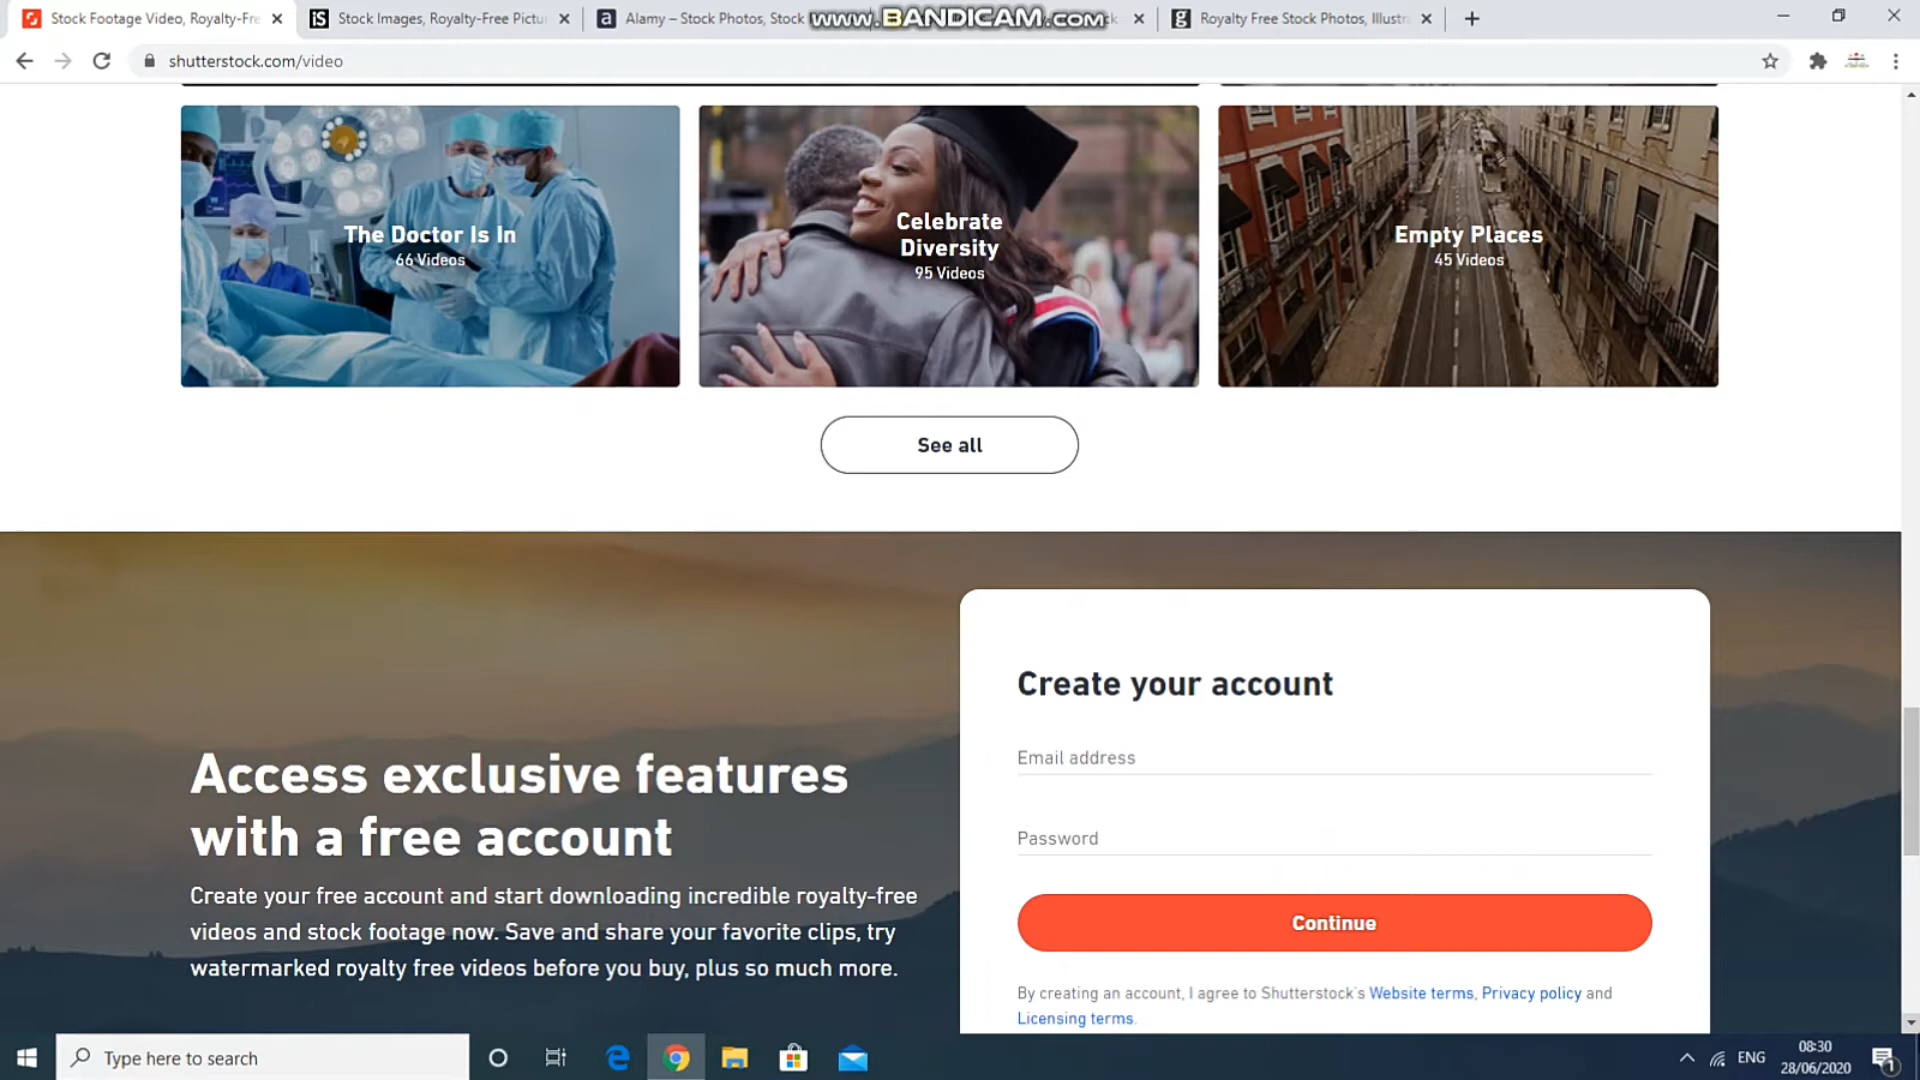 Stock Footage Video, Royalty-Fre
Stock Images, Royalty-Free Pictu
Alamy – Stock Photos, Stock
www.BANDICAM.com
Royalty Free Stock Photos, Illustr
shutterstock.com/video
The Doctor Is In
66 Videos
Celebrate
Diversity
95 Videos
Empty Places
45 Videos
See all
Access exclusive features
with a free account
Create your free account and start downloading incredible royalty-free
videos and stock footage now. Save and share your favorite clips, try
watermarked royalty free videos before you buy, plus so much more.
Create your account
Email address
Password
Continue
By creating an account, I agree to Shutterstock's Website terms, Privacy policy and
Licensing terms.
Type here to search
ENG
08:30
28/06/2020
1